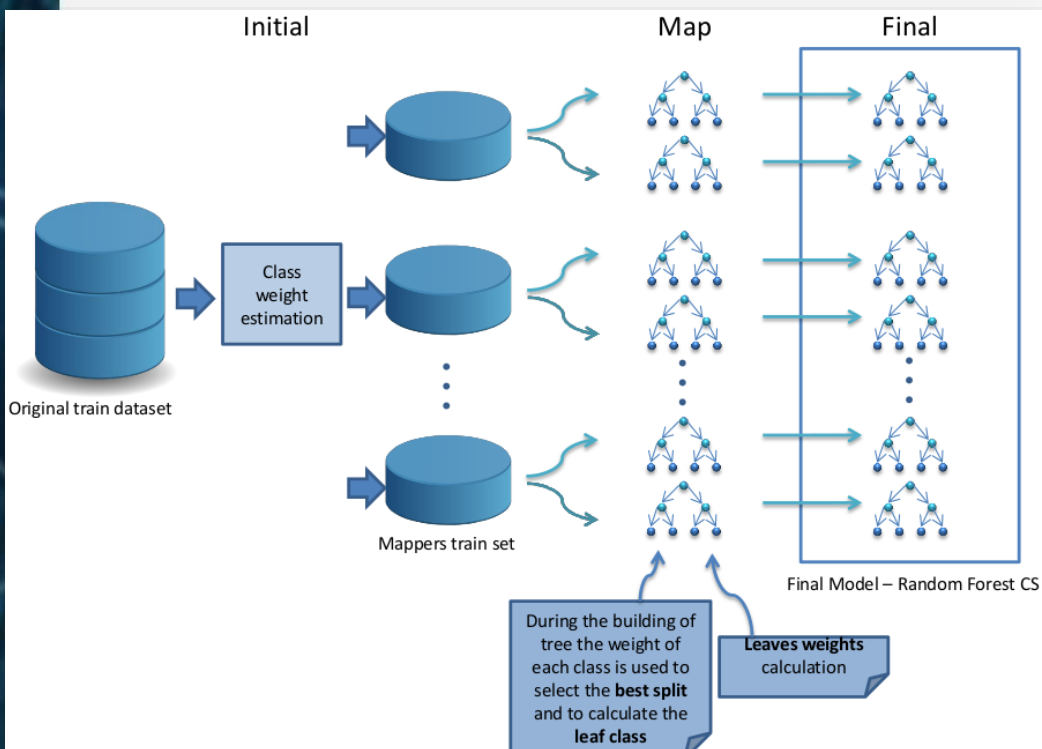 Initial
Map
Final
Class
weight
estimation
Original train dataset
Mappers train set
Final Model – Random Forest CS
During the building of
tree the weight of
each class is used to
select the best split
and to calculate the
leaf class
Leaves weights
calculation